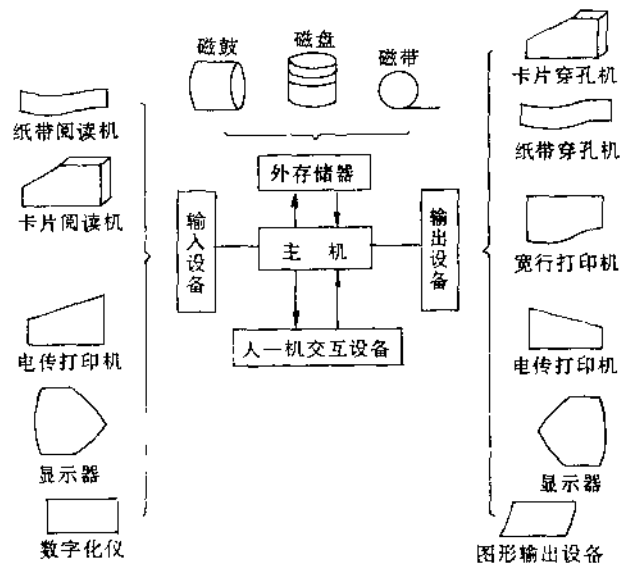 磁鼓
磁盘
磁带
卡片穿孔机
纸带阅读机
纸带穿孔机
外存储器
卡片阅读机
输入设备
输出设备
主 机
宽行打印机
人—机交互设备
电传打印机
电传打印机
显示器
显示器
数字化仪
图形输出设备